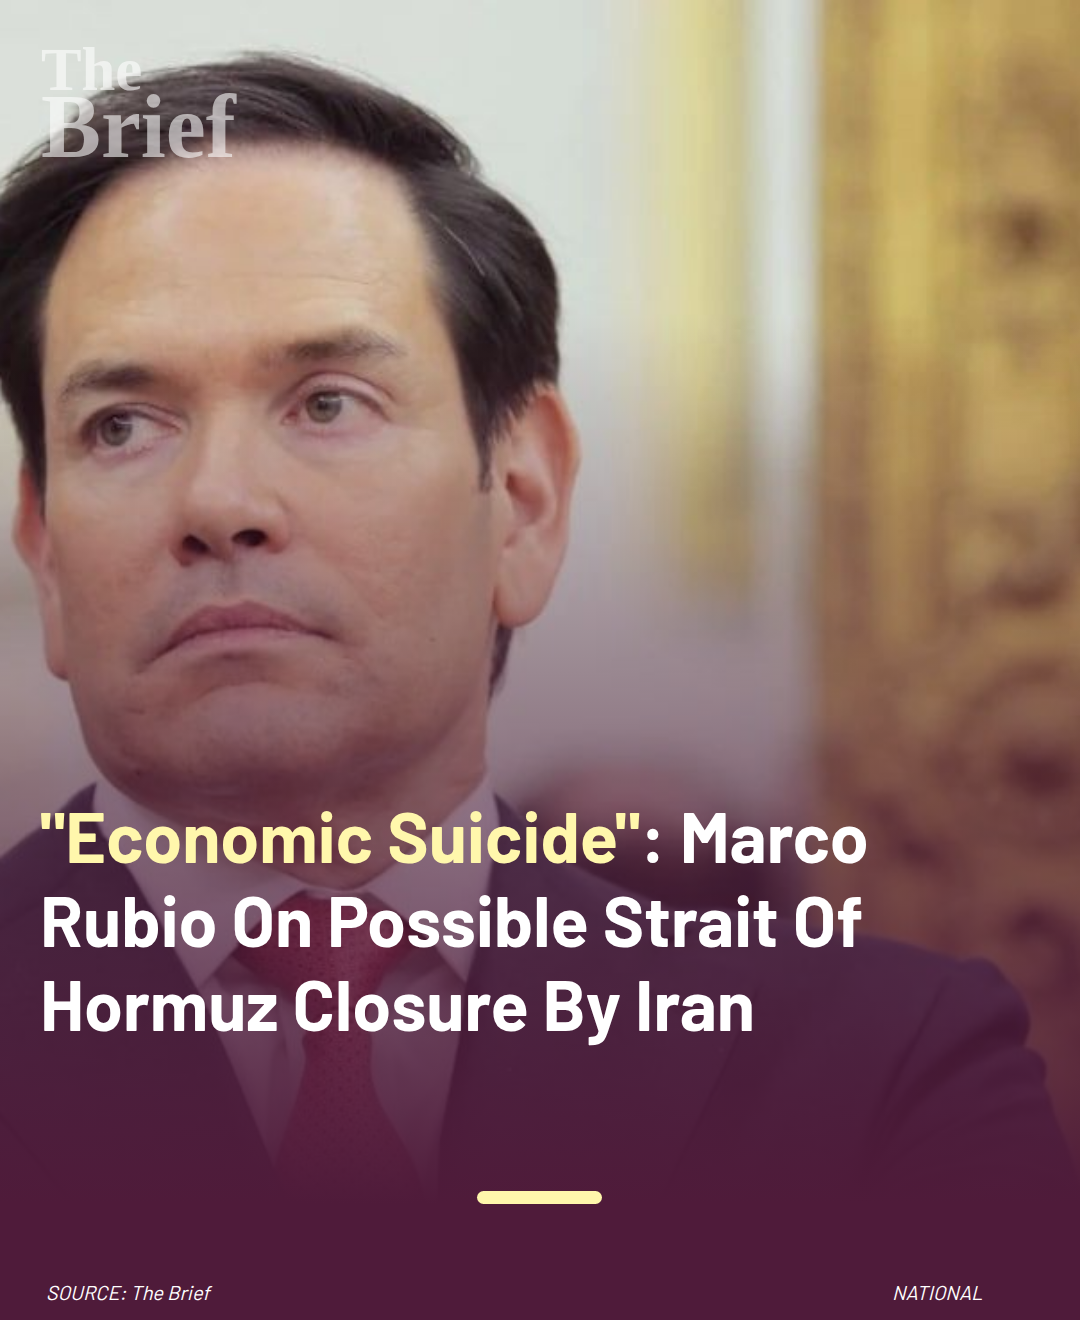 The
Brief
"Economic Suicide": Marco
Rubio On Possible Strait Of
Hormuz Closure By Iran
SOURCE: The Brief
NATIONAL